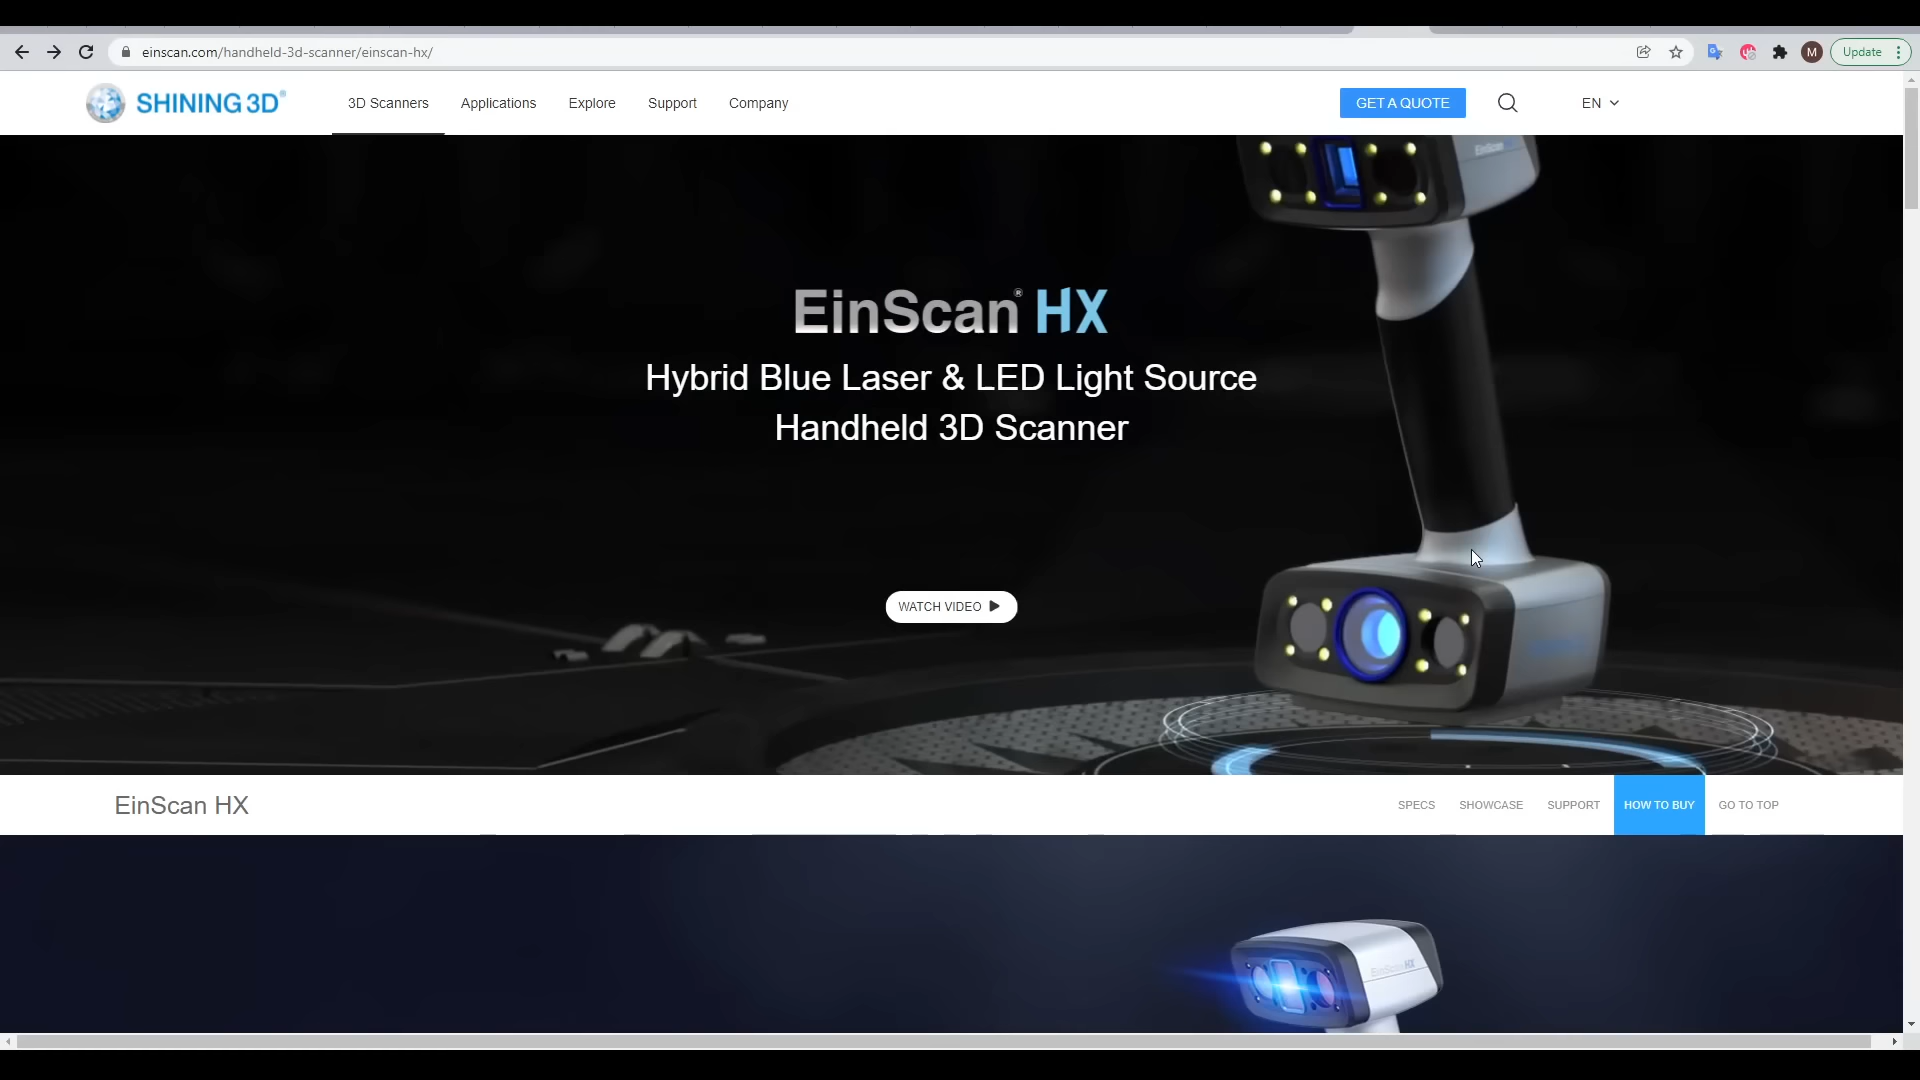 einscan.com/handheld-3d-scanner/einscan-hx/
M
Update
SHINING 3D®
3D Scanners
Applications
Explore
Support
Company
GET A QUOTE
EN
EinScan® HX
Hybrid Blue Laser & LED Light Source
Handheld 3D Scanner
WATCH VIDEO
EinScan HX
SPECS
SHOWCASE
SUPPORT
HOW TO BUY
GO TO TOP
EinScan HX